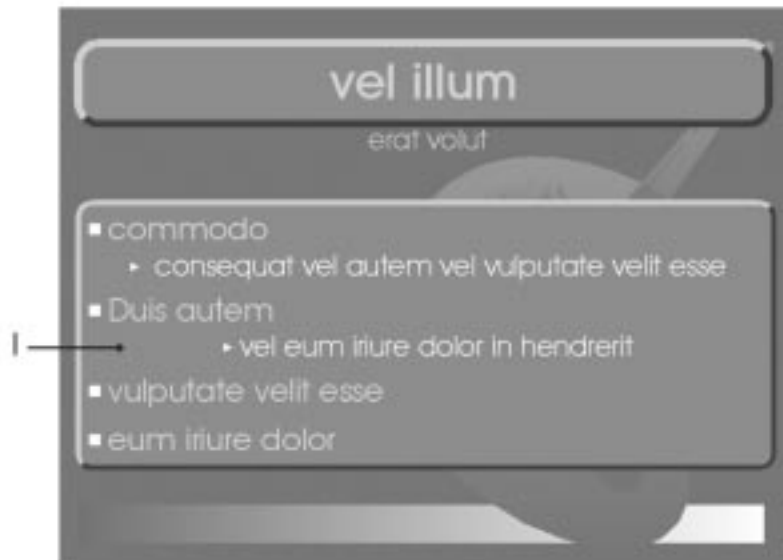 vel illum
erat volut
commodo
consequat vel autem vel vulputate velit esse
Duis autem
I
vel eum iriure dolor in hendrerit
vulputate velit esse
eum iriure dolor